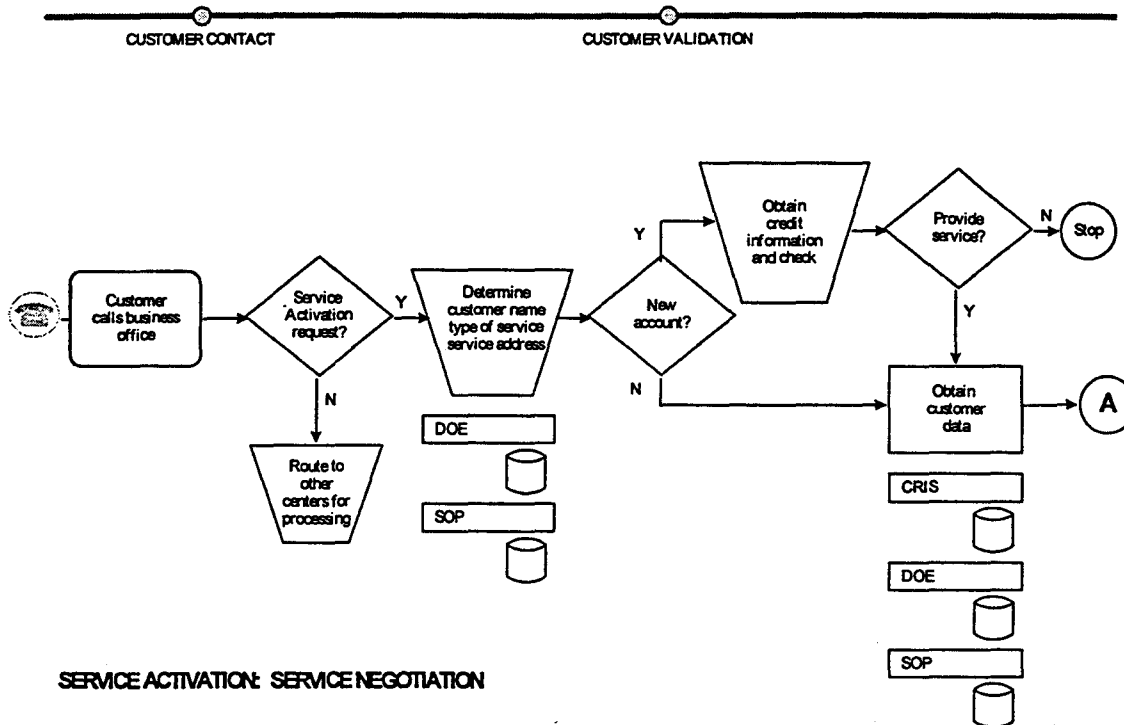 CUSTOMER CONTACT
CUSTOMER VALIDATION
Customer
calls business
office
Service
Activation
request?
Y
N
Route to
other
centers for
processing
Determine
customer name
type of service
service address
DOE
SOP
New
account?
Y
N
Obtain
credit
information
and check
Provide
service?
N
Stop
Y
Obtain
customer
data
A
CRIS
DOE
SOP
SERVICE ACTIVATION: SERVICE NEGOTIATION